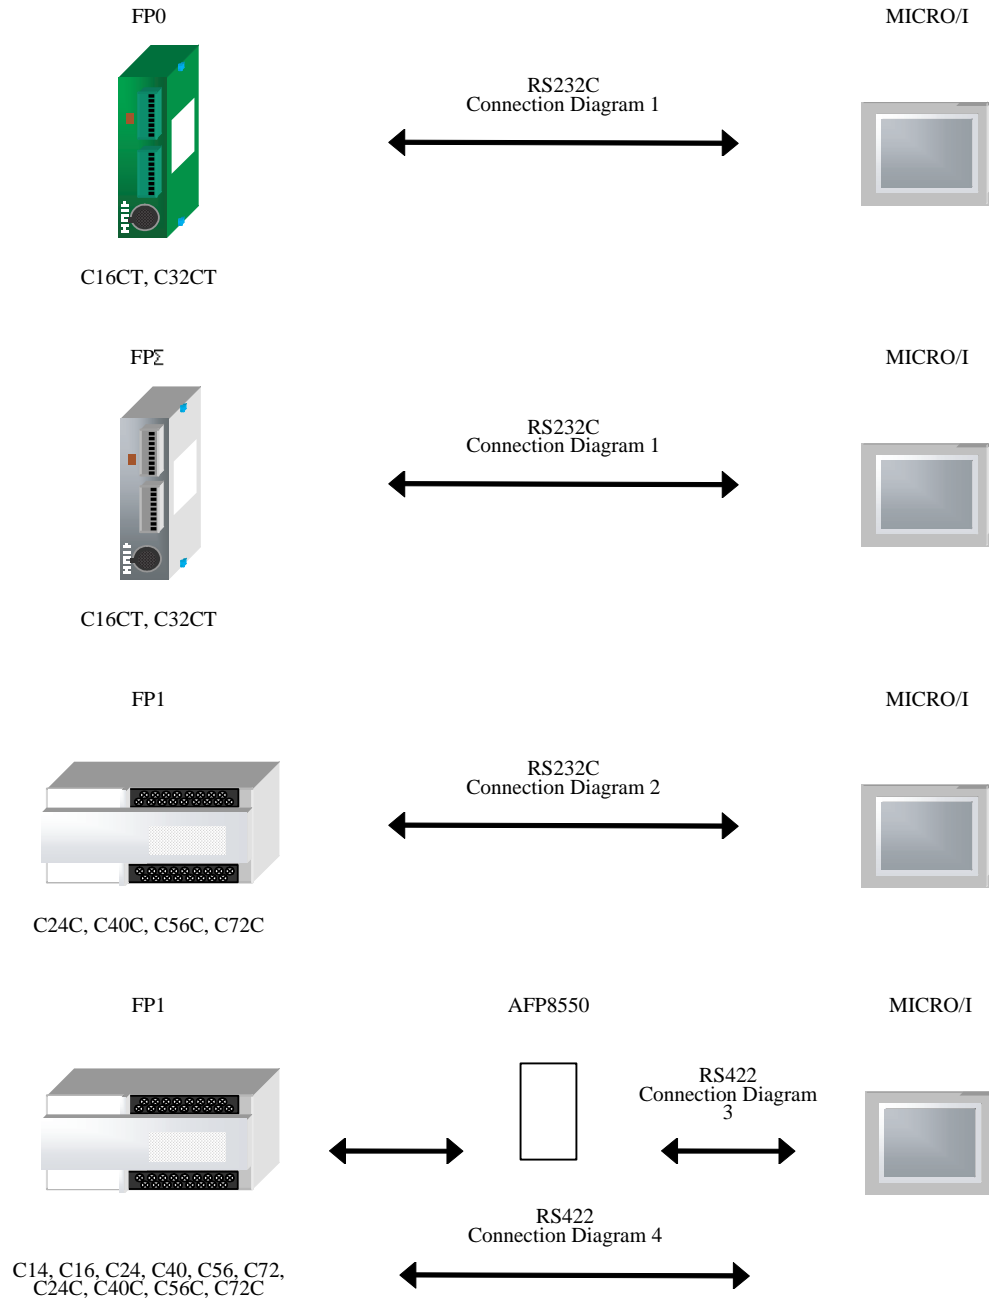 FP0
MICRO/I
RS232C
Connection Diagram 1
C16CT, C32CT
FPΣ
MICRO/I
RS232C
Connection Diagram 1
C16CT, C32CT
FP1
MICRO/I
RS232C
Connection Diagram 2
C24C, C40C, C56C, C72C
FP1
AFP8550
MICRO/I
RS422
Connection Diagram
3
RS422
Connection Diagram 4
C14, C16, C24, C40, C56, C72,
C24C, C40C, C56C, C72C